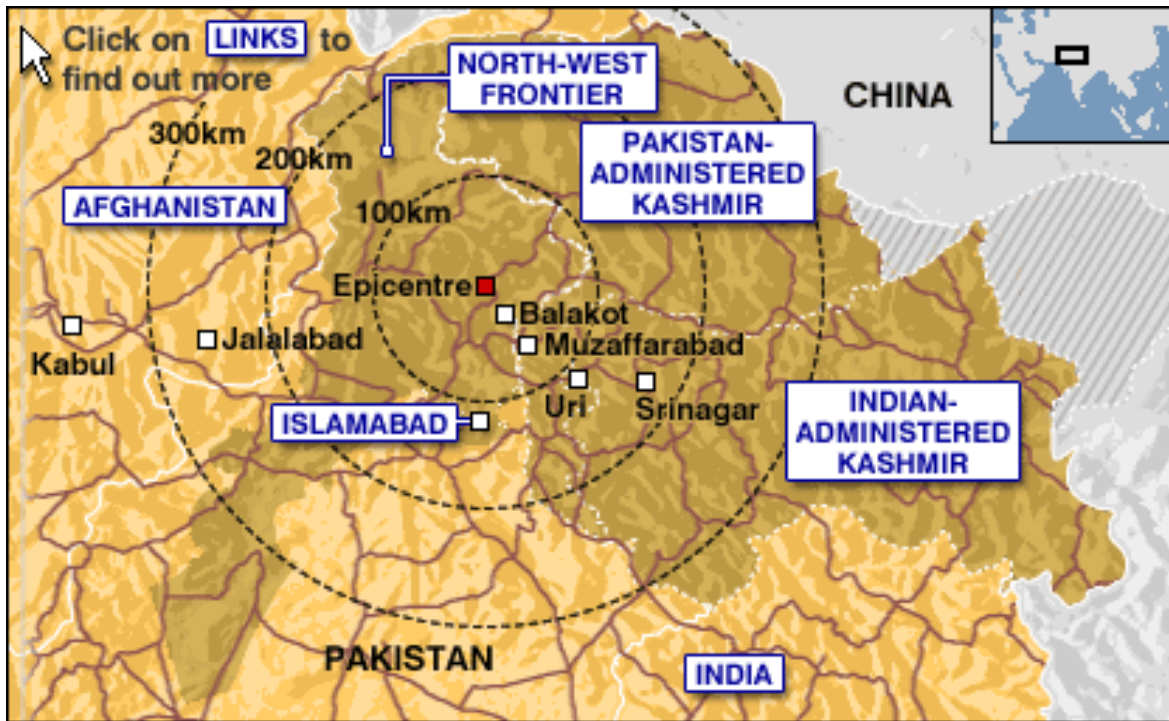 Click on LINKS to
find out more
NORTH-WEST
FRONTIER
CHINA
300km
200km
PAKISTAN-
ADMINISTERED
KASHMIR
AFGHANISTAN
100km
Epicentre
Balakot
Jalalabad
Muzaffarabad
Kabul
Uri
Srinagar
ISLAMABAD
INDIAN-
ADMINISTERED
KASHMIR
PAKISTAN
INDIA